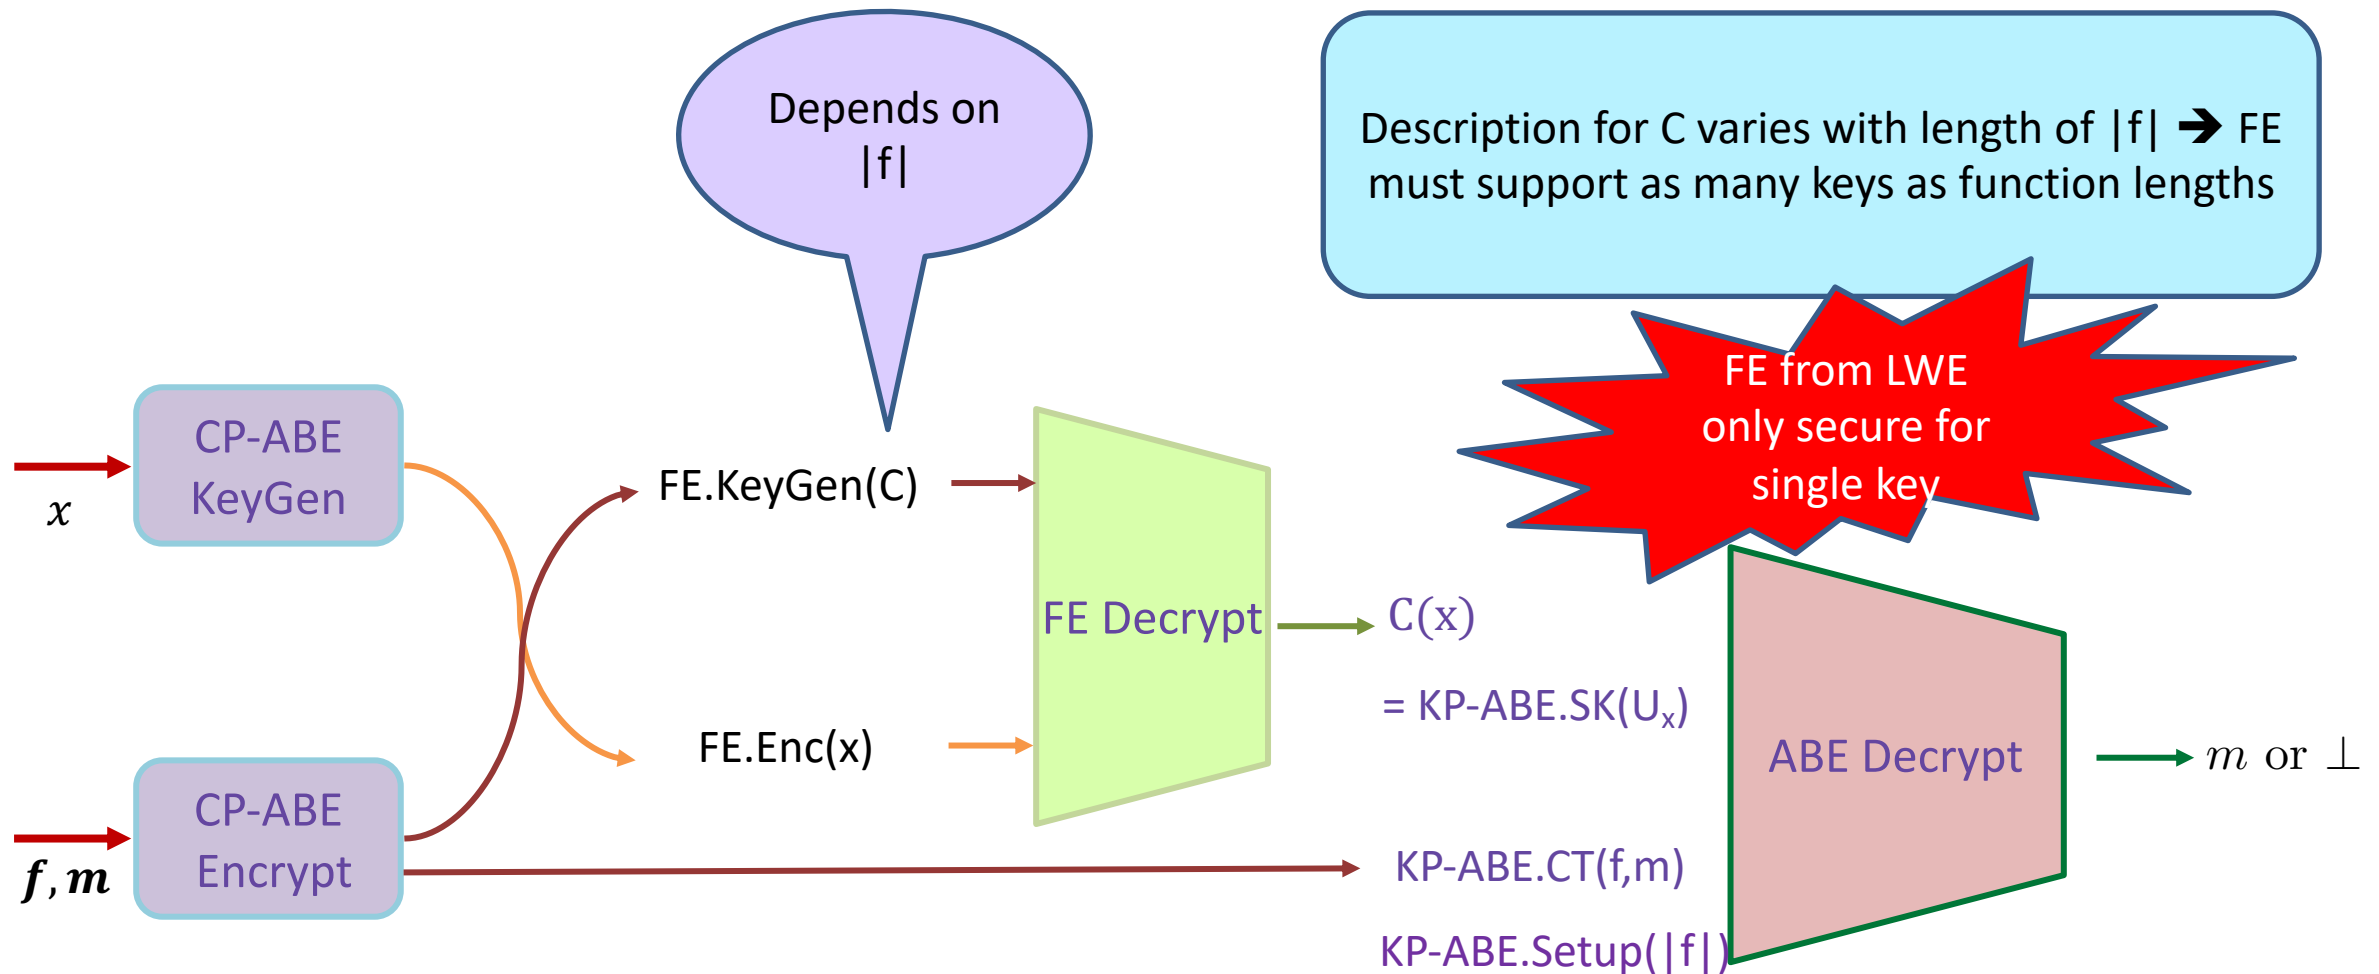 Depends on
|f|
Description for C varies with length of |f| ➔ FE
must support as many keys as function lengths
FE from LWE
only secure for
single key
CP-ABE
KeyGen
x
FE.KeyGen(C)
FE Decrypt
C(x)
= KP-ABE.SK(Uₓ)
FE.Enc(x)
ABE Decrypt
m or ⊥
CP-ABE
Encrypt
f, m
KP-ABE.CT(f,m)
KP-ABE.Setup(|f|)